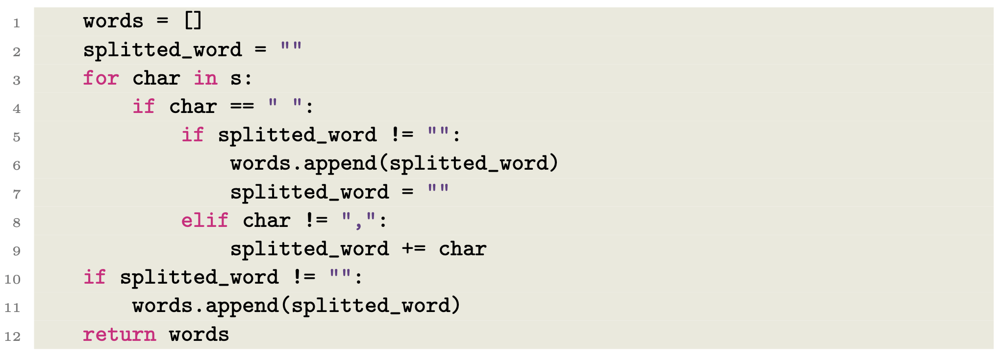 1 words = []
2 splitted_word = ""
3 for char in s:
4     if char == " ":
5         if splitted_word != "":
6             words.append(splitted_word)
7             splitted_word = ""
8         elif char != ",":
9             splitted_word += char
10 if splitted_word != "":
11     words.append(splitted_word)
12 return words